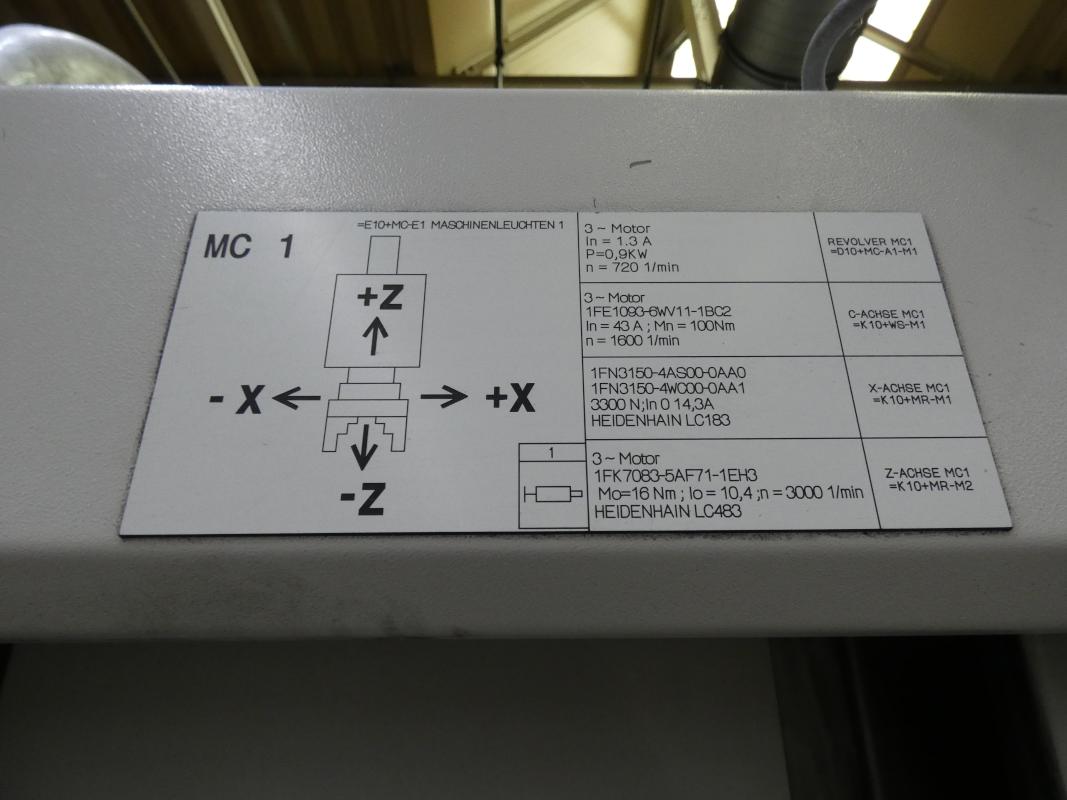 =E10+MC-E1 MASCHINENLEUCHTEN 1
MC 1
+Z
-X
+X
-Z
1
3 ~ Motor
In = 1.3 A
P=0,9KW
n = 720 1/min
REVOLVER MC1
=D10+MC-A1-M1
3 ~ Motor
1FE1093-6WV11-1BC2
In = 43 A ; Mn = 100Nm
n = 1600 1/min
C-ACHSE MC1
=K10+WS-M1
1FN3150-4AS00-0AA0
1FN3150-4WC00-0AA1
3300 N;In 0 14,3A
HEIDENHAIN LC183
X-ACHSE MC1
=K10+MR-M1
3 ~ Motor
1FK7083-5AF71-1EH3
Mo=16 Nm ; Io = 10,4 ;n = 3000 1/min
HEIDENHAIN LC483
Z-ACHSE MC1
=K10+MR-M2